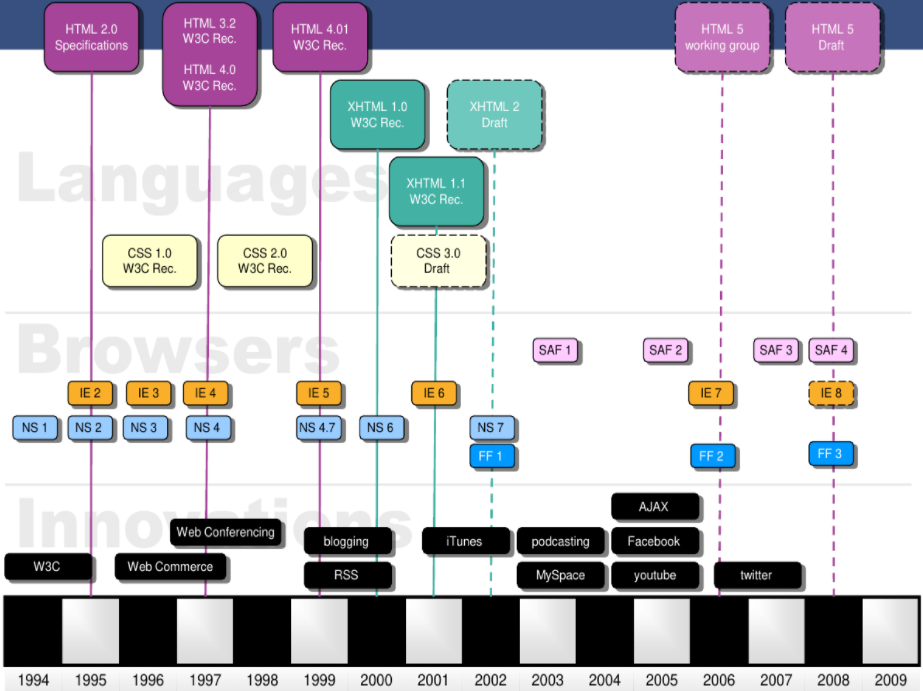 HTML 2.0
Specifications
HTML 3.2
W3C Rec.
HTML 4.0
W3C Rec.
HTML 4.01
W3C Rec.
HTML 5
working group
HTML 5
Draft
XHTML 1.0
W3C Rec.
XHTML 2
Draft
Languages
XHTML 1.1
W3C Rec.
CSS 1.0
W3C Rec.
CSS 2.0
W3C Rec.
CSS 3.0
Draft
Browsers
SAF 1
SAF 2
SAF 3
SAF 4
IE 2
IE 3
IE 4
IE 5
IE 6
IE 7
IE 8
NS 1
NS 2
NS 3
NS 4
NS 4.7
NS 6
NS 7
FF 1
FF 2
FF 3
Innovations
AJAX
Web Conferencing
blogging
iTunes
podcasting
Facebook
W3C
Web Commerce
RSS
MySpace
youtube
twitter
1994 1995 1996 1997 1998 1999 2000 2001 2002 2003 2004 2005 2006 2007 2008 2009